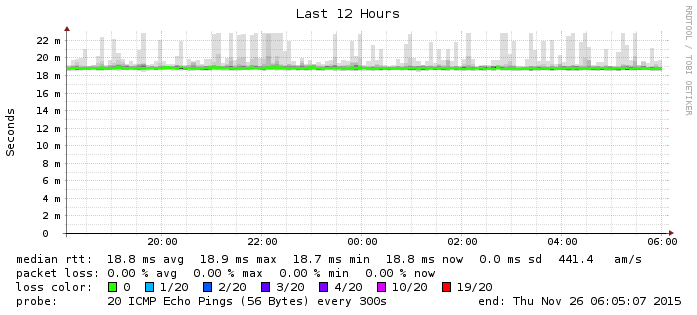 Last 12 Hours
RRDTOOL / TOBI OETIKER
Seconds
22 m
20 m
18 m
16 m
14 m
12 m
10 m
8 m
6 m
4 m
2 m
0
20:00 22:00 00:00 02:00 04:00 06:00
median rtt: 18.8 ms avg 18.9 ms max 18.7 ms min 18.8 ms now 0.0 ms sd 441.4 am/s
packet loss: 0.00 % avg 0.00 % max 0.00 % min 0.00 % now
loss color: 0 1/20 2/20 3/20 4/20 10/20 19/20
probe: 20 ICMP Echo Pings (56 Bytes) every 300s end: Thu Nov 26 06:05:07 2015